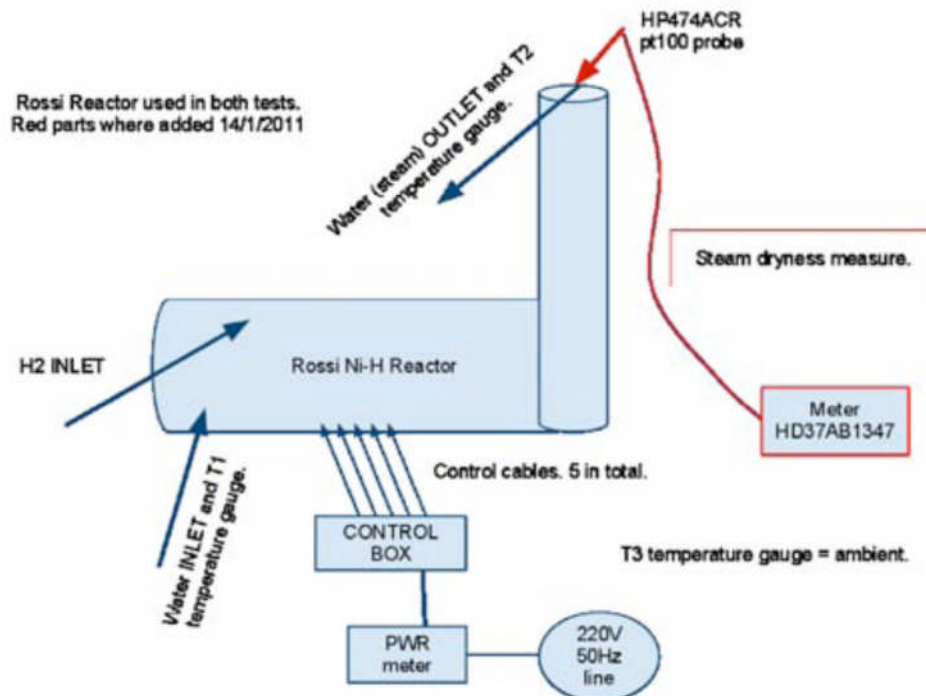 HP474ACR
pt100 probe
Rossi Reactor used in both tests.
Red parts where added 14/1/2011
Water (steam) OUTLET and T2
temperature gauge.
Steam dryness measure.
H2 INLET
Rossi Ni-H Reactor
Meter
HD37AB1347
Water INLET and T1
temperature gauge.
Control cables. 5 in total.
CONTROL
BOX
T3 temperature gauge = ambient.
PWR
meter
220V
50Hz
line